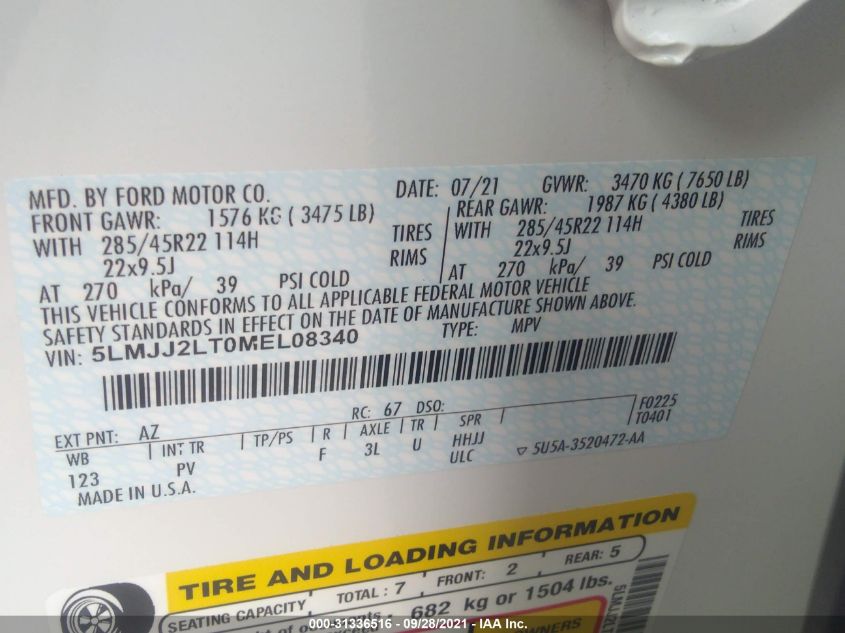 MFD. BY FORD MOTOR CO. DATE: 07/21 GVWR: 3470 KG ( 7650 LB)
FRONT GAWR: 1576 KG ( 3475 LB) REAR GAWR: 1987 KG ( 4380 LB)
WITH 285/45R22 114H TIRES WITH 285/45R22 114H TIRES
22x9.5J RIMS 22x9.5J RIMS
AT 270 kPa/ 39 PSI COLD AT 270 kPa/ 39 PSI COLD
THIS VEHICLE CONFORMS TO ALL APPLICABLE FEDERAL MOTOR VEHICLE
SAFETY STANDARDS IN EFFECT ON THE DATE OF MANUFACTURE SHOWN ABOVE.
VIN: 5LMJJ2LT0MEL08340 TYPE: MPV
F0225
T0401
EXT PNT: AZ RC: 67 DSO:
WB INT TR TP/PS R AXLE TR SPR
123 PV F 3L U HHJJ
ULC ▽ 5U5A-3520472-AA
MADE IN U.S.A.
TIRE AND LOADING INFORMATION
SEATING CAPACITY TOTAL : 7 FRONT: 2 REAR: 5
682 kg or 1504 lbs.
OWNERS
000-31336516 - 09/28/2021 - IAA Inc.